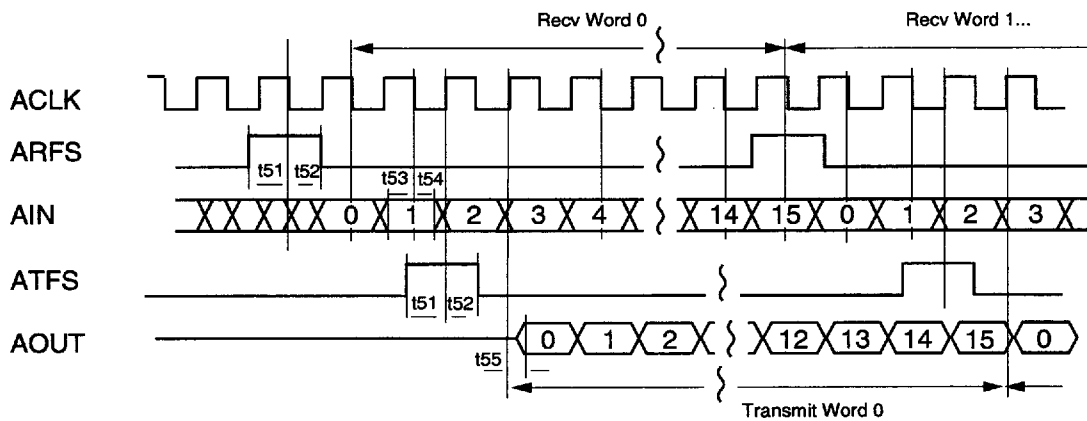 Recv Word 0 Recv Word 1...
ACLK
ARFS
t51 t52 t53 t54
AIN 0 1 2 3 4 14 15 0 1 2 3
ATFS
t51 t52
AOUT 0 1 2 12 13 14 15 0
t55
Transmit Word 0